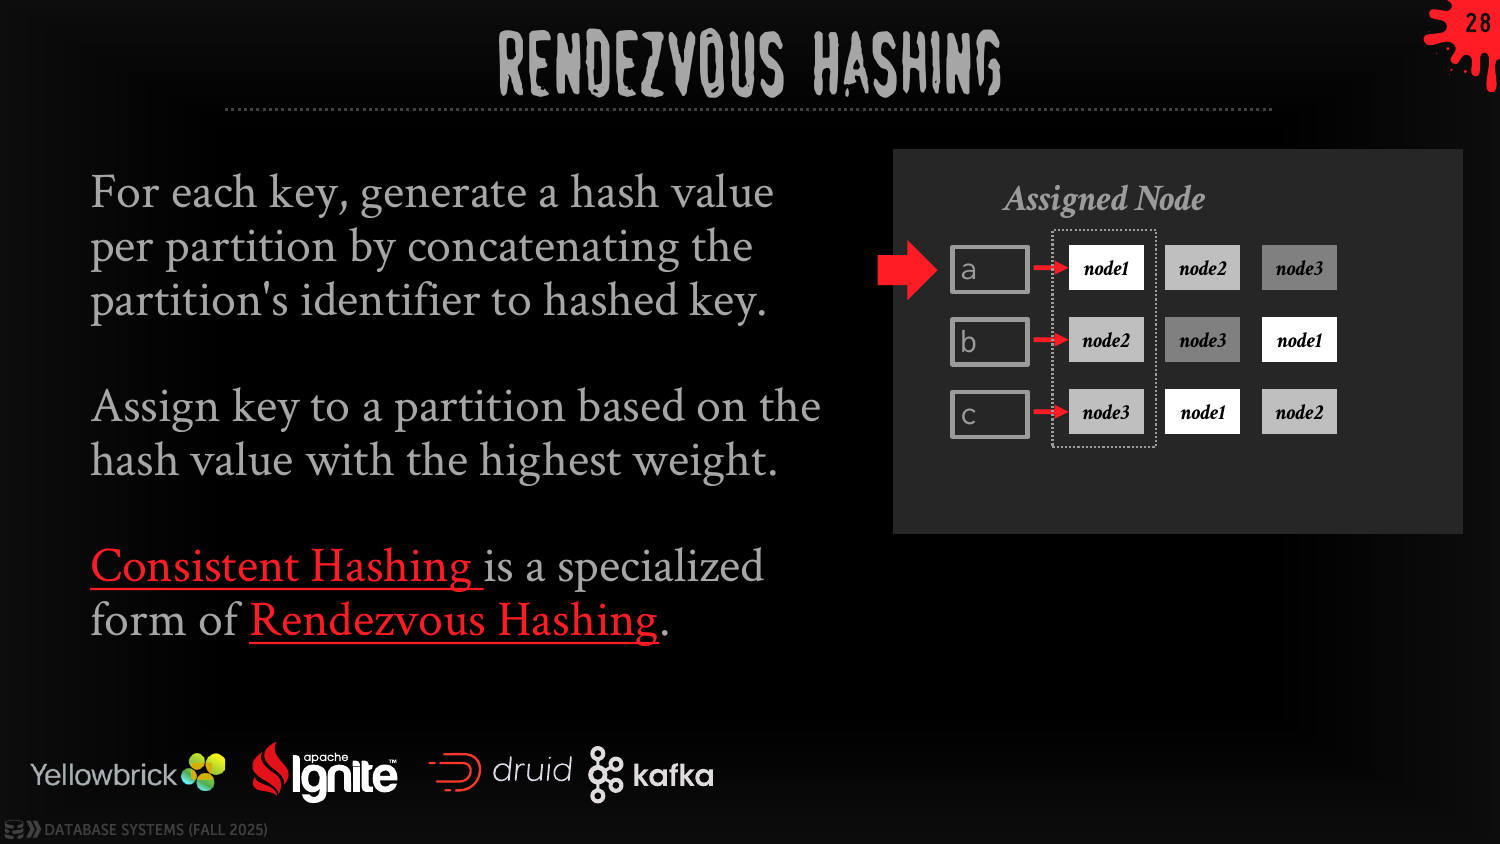 RENDEZVOUS HASHING
28
For each key, generate a hash value
per partition by concatenating the
partition's identifier to hashed key.
Assign key to a partition based on the
hash value with the highest weight.
Consistent Hashing is a specialized
form of Rendezvous Hashing.
Assigned Node
a node1 node2 node3
b node2 node3 node1
c node3 node1 node2
Yellowbrick
apache
Ignite™
druid
kafka
DATABASE SYSTEMS (FALL 2025)